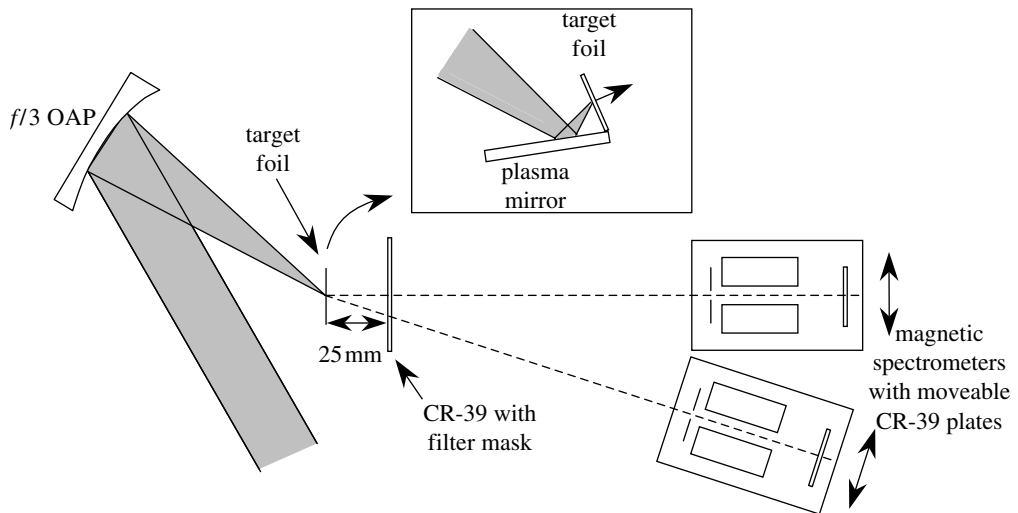 target
foil
plasma
mirror
f/3 OAP
target
foil
25 mm
CR-39 with
filter mask
magnetic
spectrometers
with moveable
CR-39 plates